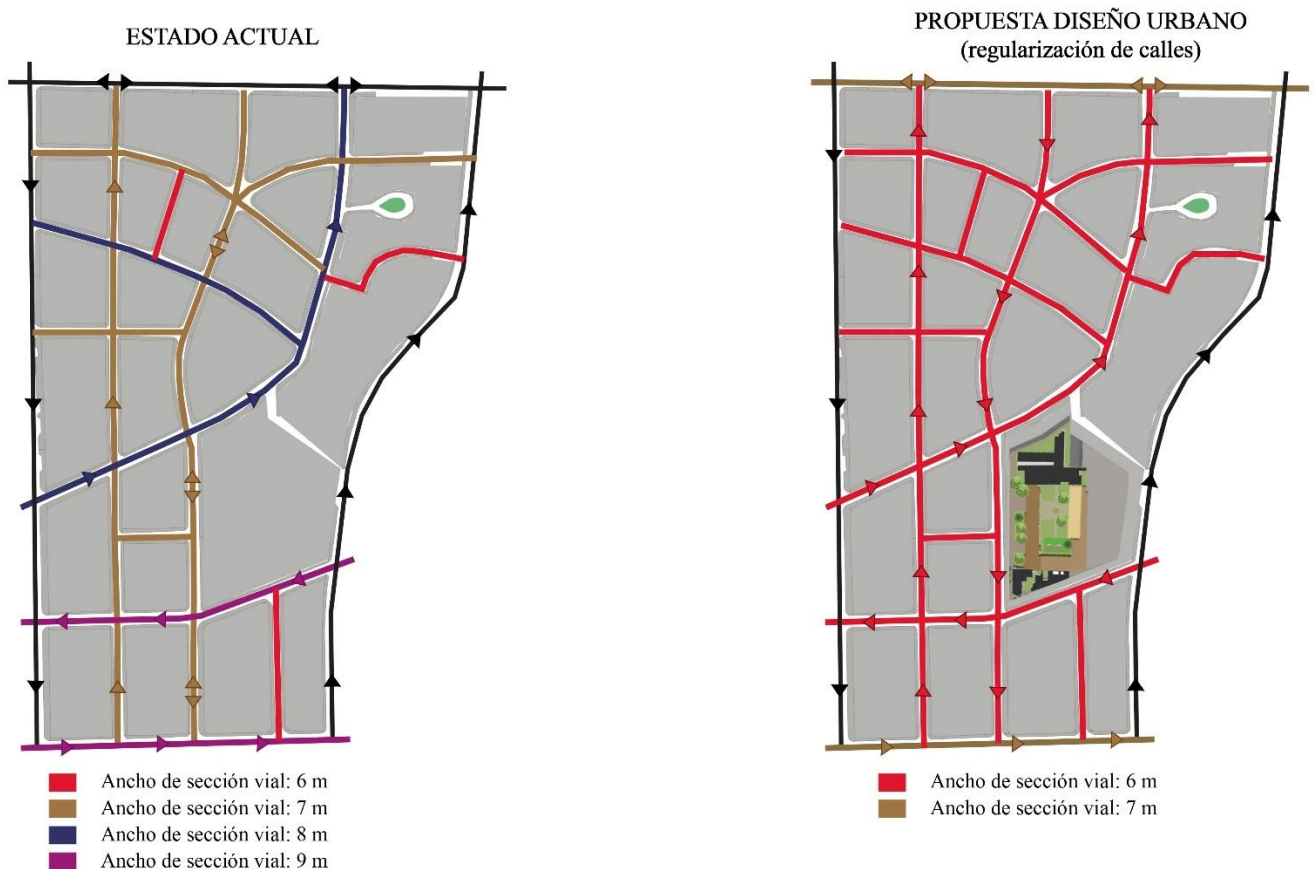 ESTADO ACTUAL
Ancho de sección vial: 6 m
Ancho de sección vial: 7 m
Ancho de sección vial: 8 m
Ancho de sección vial: 9 m
PROPUESTA DISEÑO URBANO
(regularización de calles)
Ancho de sección vial: 6 m
Ancho de sección vial: 7 m